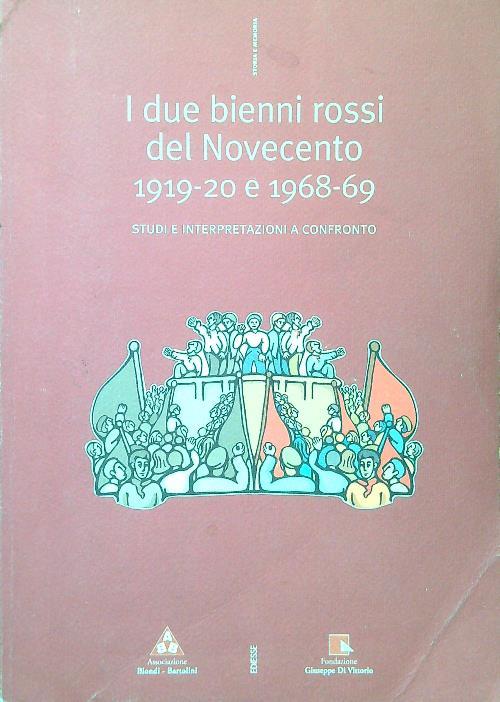 STORIA E MEMORIA
I due bienni rossi
del Novecento
1919-20 e 1968-69
STUDI E INTERPRETAZIONI A CONFRONTO
Associazione
Biondi - Bartolini
EDIESSE
Fondazione
Giuseppe Di Vittorio